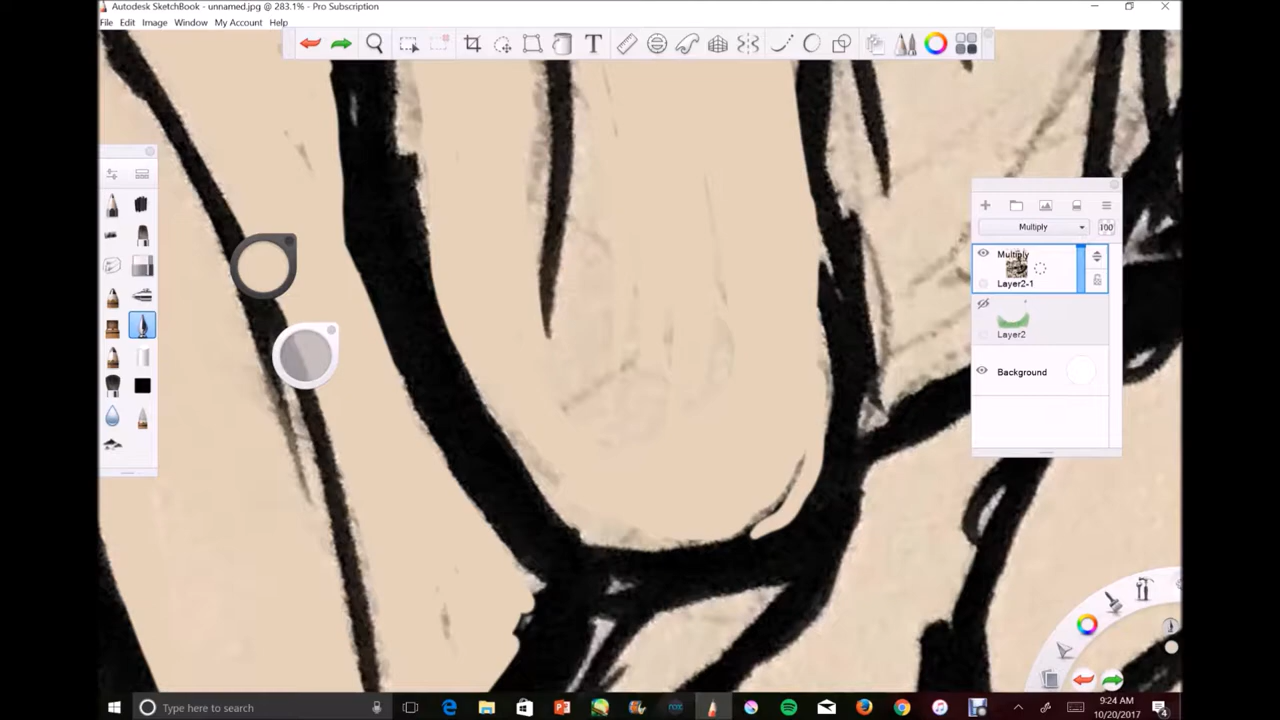 Autodesk SketchBook - unnamed.jpg @ 283.1% - Pro Subscription
File Edit Image Window My Account Help
T
Multiply 100
Multiply
Layer2-1
Layer2
Background
Type here to search
9:24 AM
10/20/2017
4